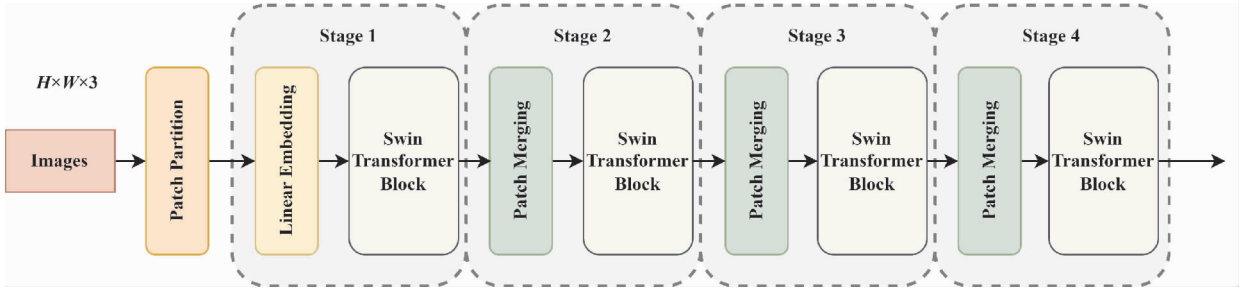 Stage 1
Stage 2
Stage 3
Stage 4
H×W×3
Images
Patch Partition
Linear Embedding
Swin
Transformer
Block
Patch Merging
Swin
Transformer
Block
Patch Merging
Swin
Transformer
Block
Patch Merging
Swin
Transformer
Block